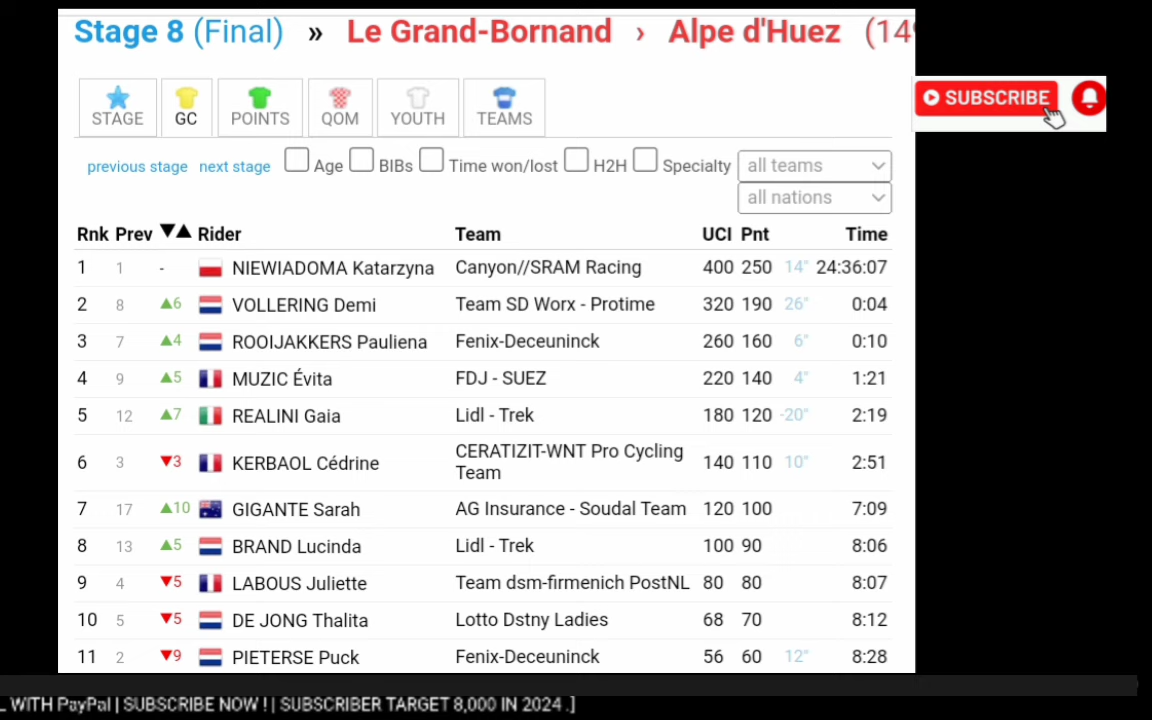 Stage 8 (Final) » Le Grand-Bornand › Alpe d'Huez (149
SUBSCRIBE
STAGE GC POINTS QOM YOUTH TEAMS
previous stage next stage Age BIBs Time won/lost H2H Specialty all teams
all nations
Rnk Prev ▼▲ Rider Team UCI Pnt Time
1 1 - NIEWIADOMA Katarzyna Canyon//SRAM Racing 400 250 14" 24:36:07
2 8 ▲6 VOLLERING Demi Team SD Worx - Protime 320 190 26" 0:04
3 7 ▲4 ROOIJAKKERS Pauliena Fenix-Deceuninck 260 160 6" 0:10
4 9 ▲5 MUZIC Évita FDJ - SUEZ 220 140 4" 1:21
5 12 ▲7 REALINI Gaia Lidl - Trek 180 120 -20" 2:19
6 3 ▼3 KERBAOL Cédrine CERATIZIT-WNT Pro Cycling Team 140 110 10" 2:51
7 17 ▲10 GIGANTE Sarah AG Insurance - Soudal Team 120 100 7:09
8 13 ▲5 BRAND Lucinda Lidl - Trek 100 90 8:06
9 4 ▼5 LABOUS Juliette Team dsm-firmenich PostNL 80 80 8:07
10 5 ▼5 DE JONG Thalita Lotto Dstny Ladies 68 70 8:12
11 2 ▼9 PIETERSE Puck Fenix-Deceuninck 56 60 12" 8:28
L WITH PayPal | SUBSCRIBE NOW ! | SUBSCRIBER TARGET 8,000 IN 2024 .]